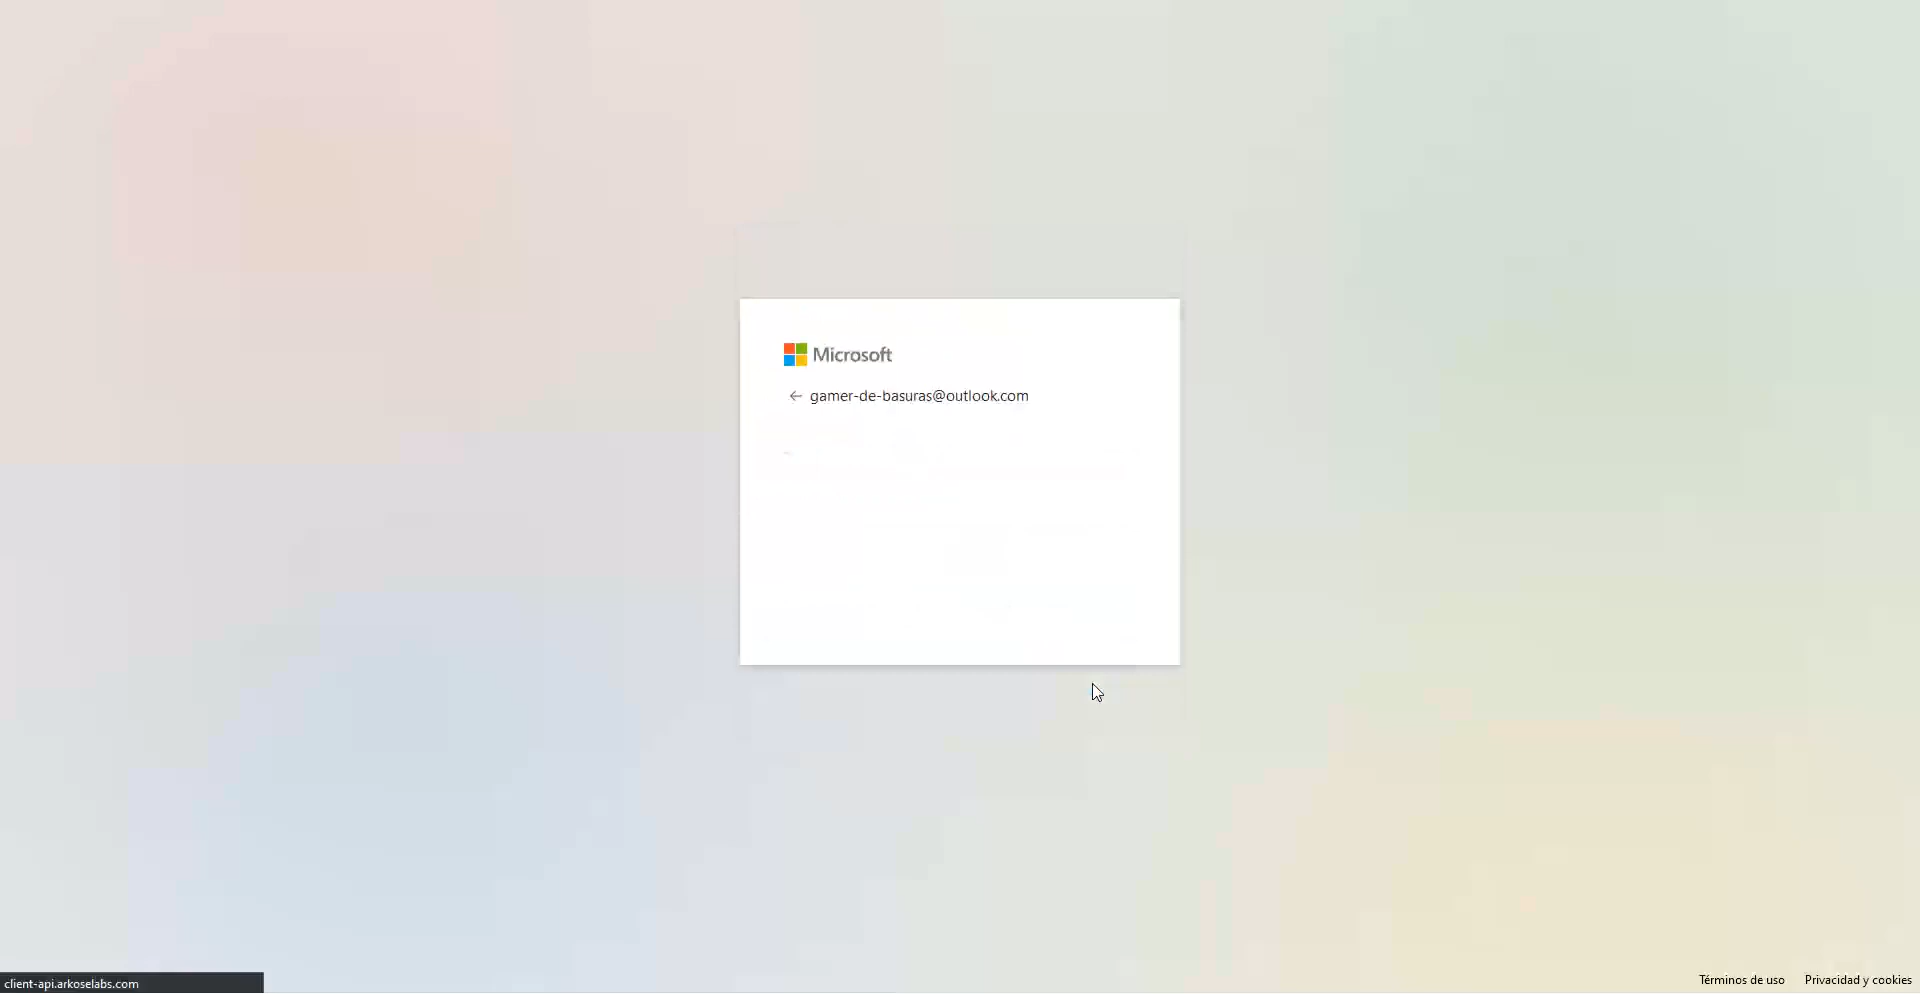 Microsoft
← gamer-de-basuras@outlook.com
client-api.arkoselabs.com
Términos de uso Privacidad y cookies